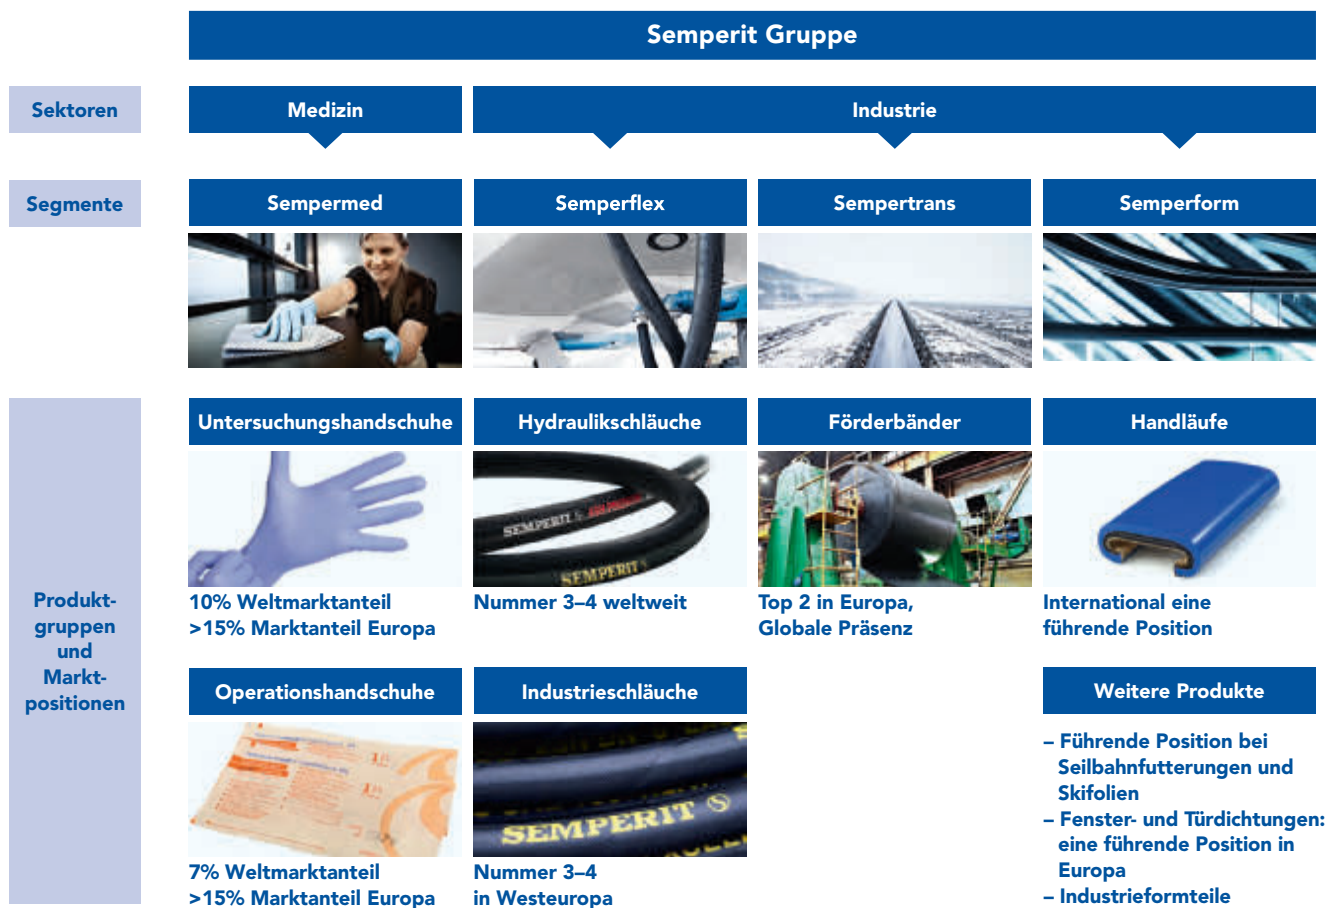 Semperit Gruppe
Sektoren
Medizin
Industrie
Segmente
Sempermed
Semperflex
Sempertrans
Semperform
Produkt-
gruppen
und
Markt-
positionen
Untersuchungshandschuhe
Hydraulikschläuche
Förderbänder
Handläufe
SEMPERIT S
SEMPERIT
10% Weltmarktanteil
>15% Marktanteil Europa
Nummer 3–4 weltweit
Top 2 in Europa,
Globale Präsenz
International eine
führende Position
Operationshandschuhe
Industrieschläuche
Weitere Produkte
SEMPERIT S
7% Weltmarktanteil
>15% Marktanteil Europa
Nummer 3–4
in Westeuropa
– Führende Position bei
Seilbahnfutterungen und
Skifolien
– Fenster- und Türdichtungen:
eine führende Position in
Europa
– Industrieformteile